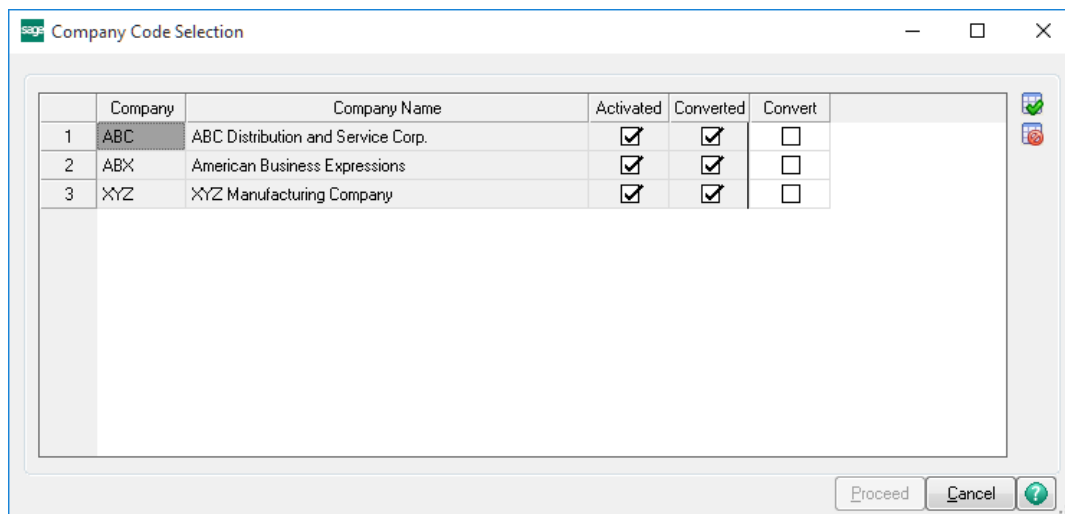 sage Company Code Selection
Company Company Name Activated Converted Convert
1 ABC ABC Distribution and Service Corp.
2 ABX American Business Expressions
3 XYZ XYZ Manufacturing Company
Proceed Cancel ?